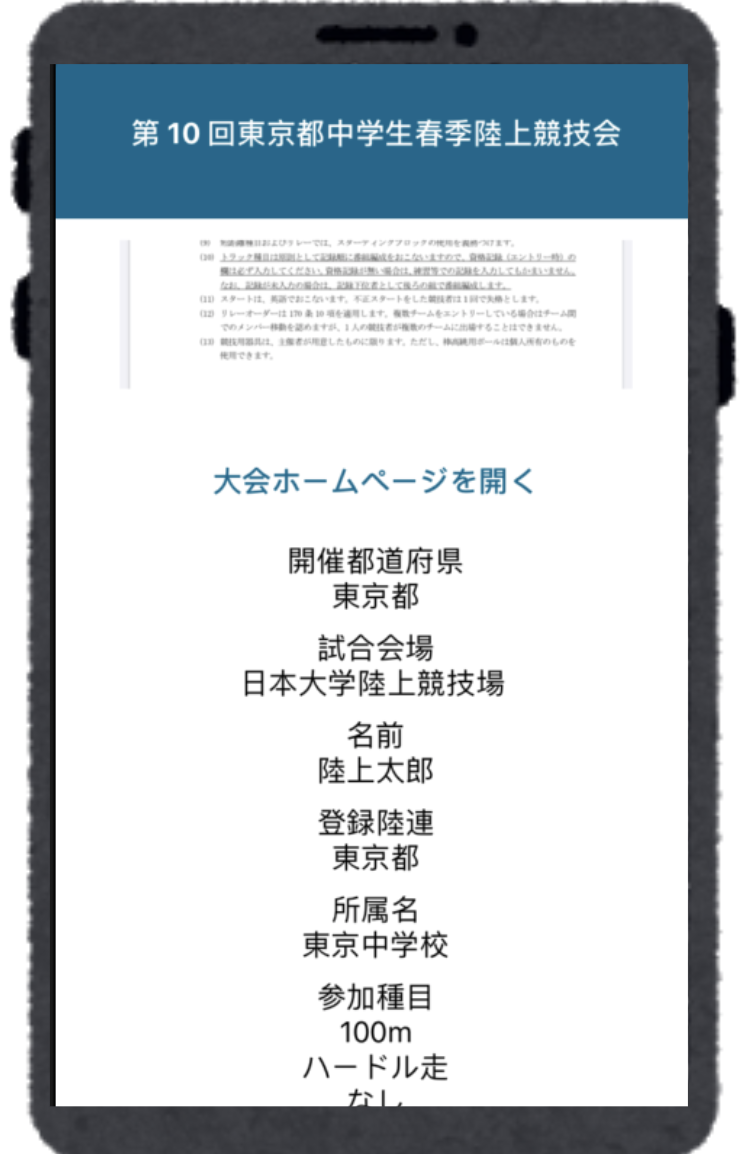 第 10 回東京都中学生春季陸上競技会
(9) 短距離種目およびリレーでは、スターティングブロックの使用を義務づけます。
(10) トラック種目は原則として記録順に番組編成をおこないますので、資格記録（エントリー時）の
欄は必ず入力してください。資格記録が無い場合は、練習等での記録を入力してもかまいません。
なお、記録が未入力の場合は、記録下位者として後ろの組で番組編成します。
(11) スタートは、英語でおこないます。不正スタートをした競技者は1回で失格とします。
(12) リレーオーダーは 170 条 10 項を適用します。複数チームをエントリーしている場合はチーム間
でのメンバー移動を認めますが、1 人の競技者が複数のチームに出場することはできません。
(13) 競技用器具は、主催者が用意したものに限ります。ただし、棒高跳用ポールは個人所有のものを
使用できます。
大会ホームページを開く
開催都道府県
東京都
試合会場
日本大学陸上競技場
名前
陸上太郎
登録陸連
東京都
所属名
東京中学校
参加種目
100m
ハードル走
なし